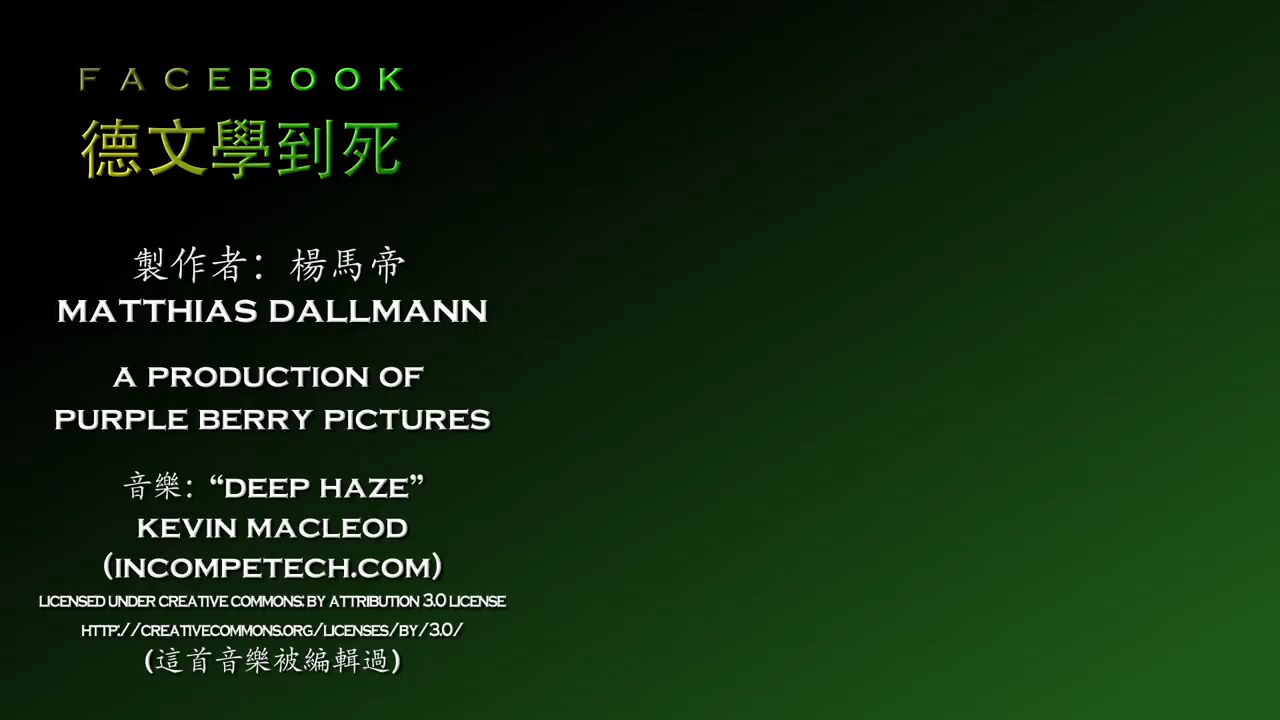 FACEBOOK
德文學到死
製作者：楊馬帝
MATTHIAS DALLMANN
A PRODUCTION OF
PURPLE BERRY PICTURES
音樂：“DEEP HAZE”
KEVIN MACLEOD
(INCOMPETECH.COM)
LICENSED UNDER CREATIVE COMMONS: BY ATTRIBUTION 3.0 LICENSE
HTTP://CREATIVECOMMONS.ORG/LICENSES/BY/3.0/
(這首音樂被編輯過)